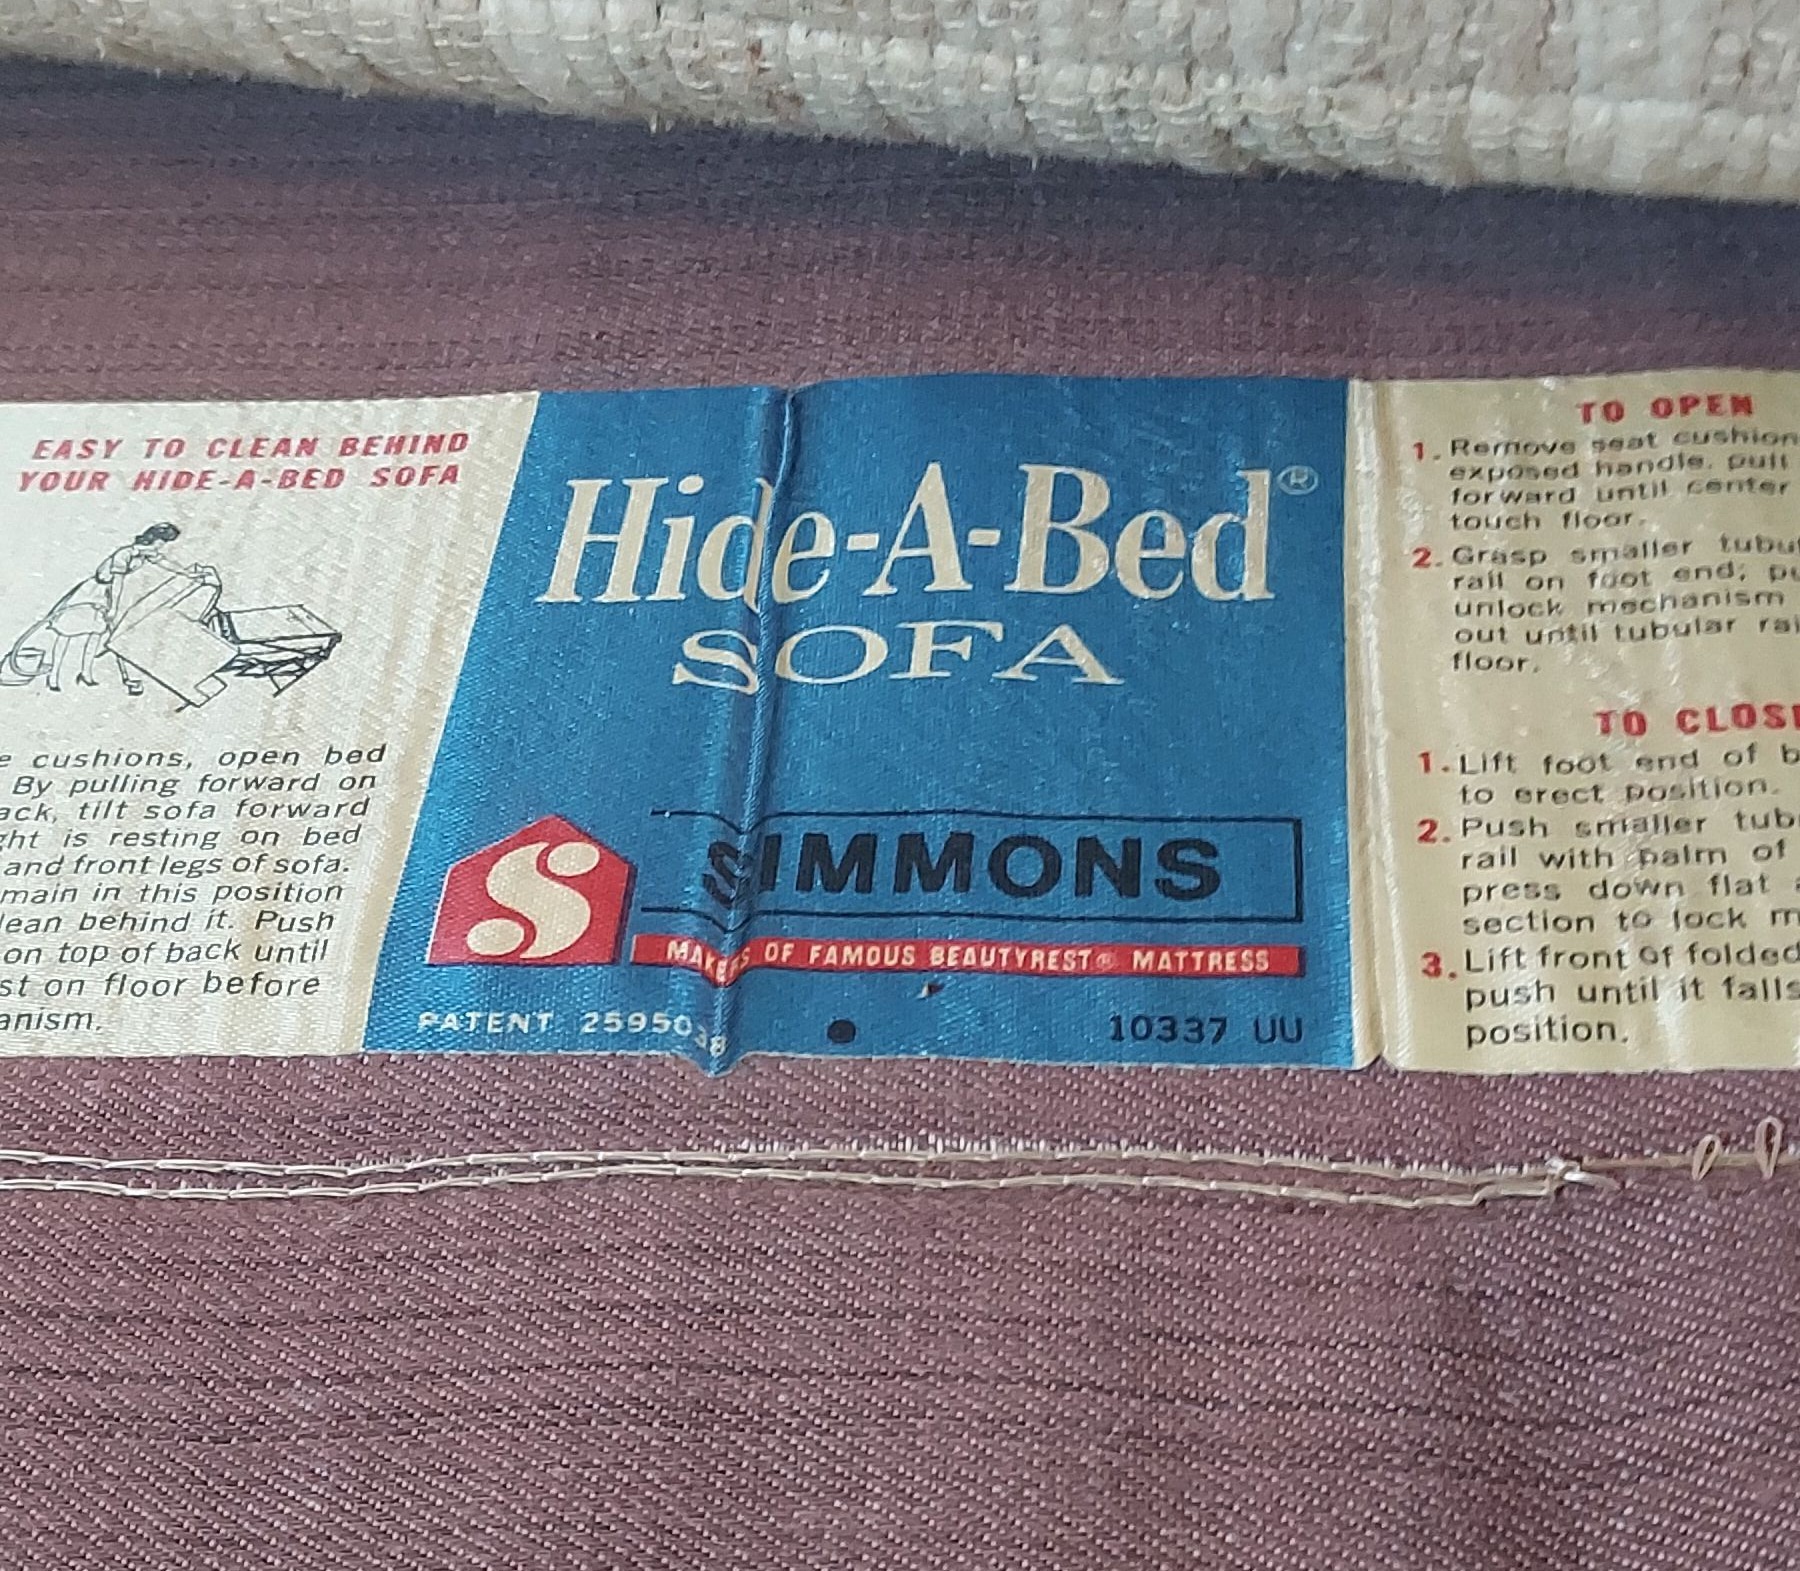 EASY TO CLEAN BEHIND
YOUR HIDE-A-BED SOFA
cushions, open bed
By pulling forward on
tilt sofa forward
is resting on bed
and front legs of sofa.
in this position
behind it. Push
on top of back until
on floor before
Hide-A-Bed®
SOFA
S
SIMMONS
MAKERS OF FAMOUS BEAUTYREST® MATTRESS
PATENT
10337 UU
TO OPEN
1. Remove seat cushion
exposed handle, pull
forward until center
touch floor.
2. Grasp smaller
rail on foot end;
unlock mechanism
out until tubular
floor.
TO CLOSE
1. Lift foot end of
to erect position.
2. Push smaller
rail with palm of
press down flat
section to lock
3. Lift front of folded
push until it falls
position.